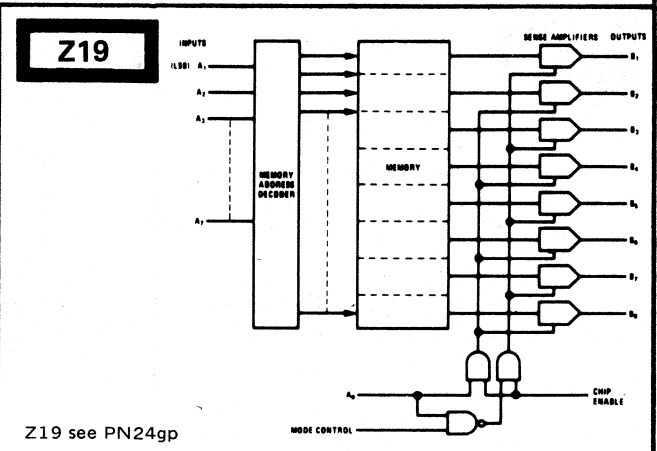 Z19
INPUTS
SENSE AMPLIFIERS OUTPUTS
(LSB) A1
A2
A3
A7
MEMORY
ADDRESS
DECODER
MEMORY
B1
B2
B3
B4
B5
B6
B7
B8
A8
CHIP
ENABLE
MODE CONTROL
Z19 see PN24gp